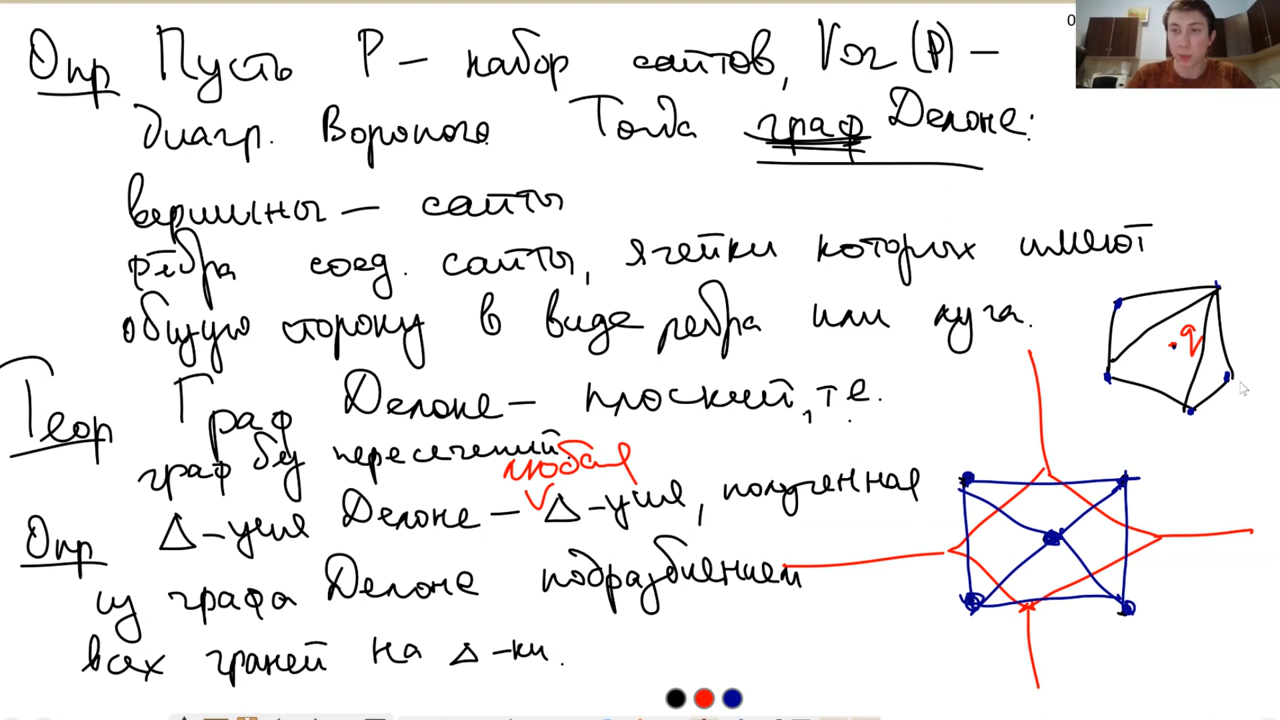 Опр Пусть P – набор сайтов, Vor (P) –
диагр. Вороного. Тогда граф Делоне:
вершины – сайты
рёбра соед. сайты, ячейки которых имеют
общую сторону в виде ребра или луча.
Теор Граф Делоне – плоский, т.е.
граф без пересечений.
любая
Опр Δ-ция Делоне – Δ-ция, полученная
из графа Делоне подразбиением
всех граней на Δ-ки.
q